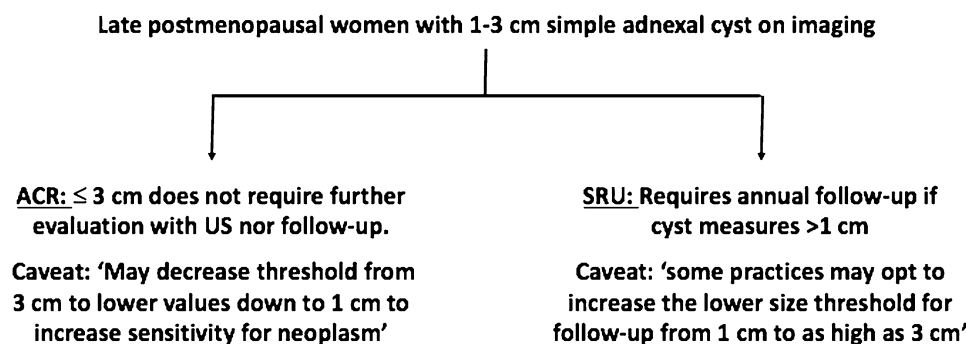 Late postmenopausal women with 1-3 cm simple adnexal cyst on imaging
ACR: ≤ 3 cm does not require further
evaluation with US nor follow-up.
Caveat: ‘May decrease threshold from
3 cm to lower values down to 1 cm to
increase sensitivity for neoplasm’
SRU: Requires annual follow-up if
cyst measures >1 cm
Caveat: ‘some practices may opt to
increase the lower size threshold for
follow-up from 1 cm to as high as 3 cm’